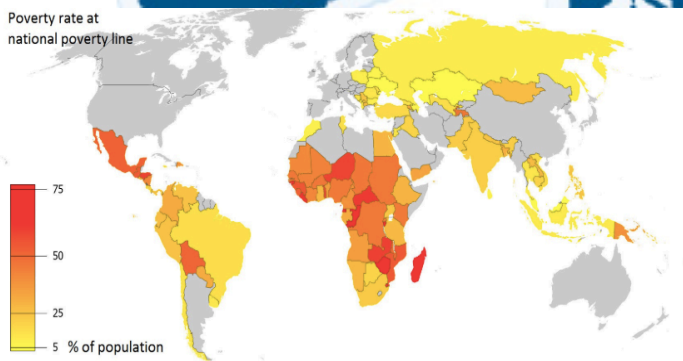 Poverty rate at
national poverty line
75
50
25
5 % of population